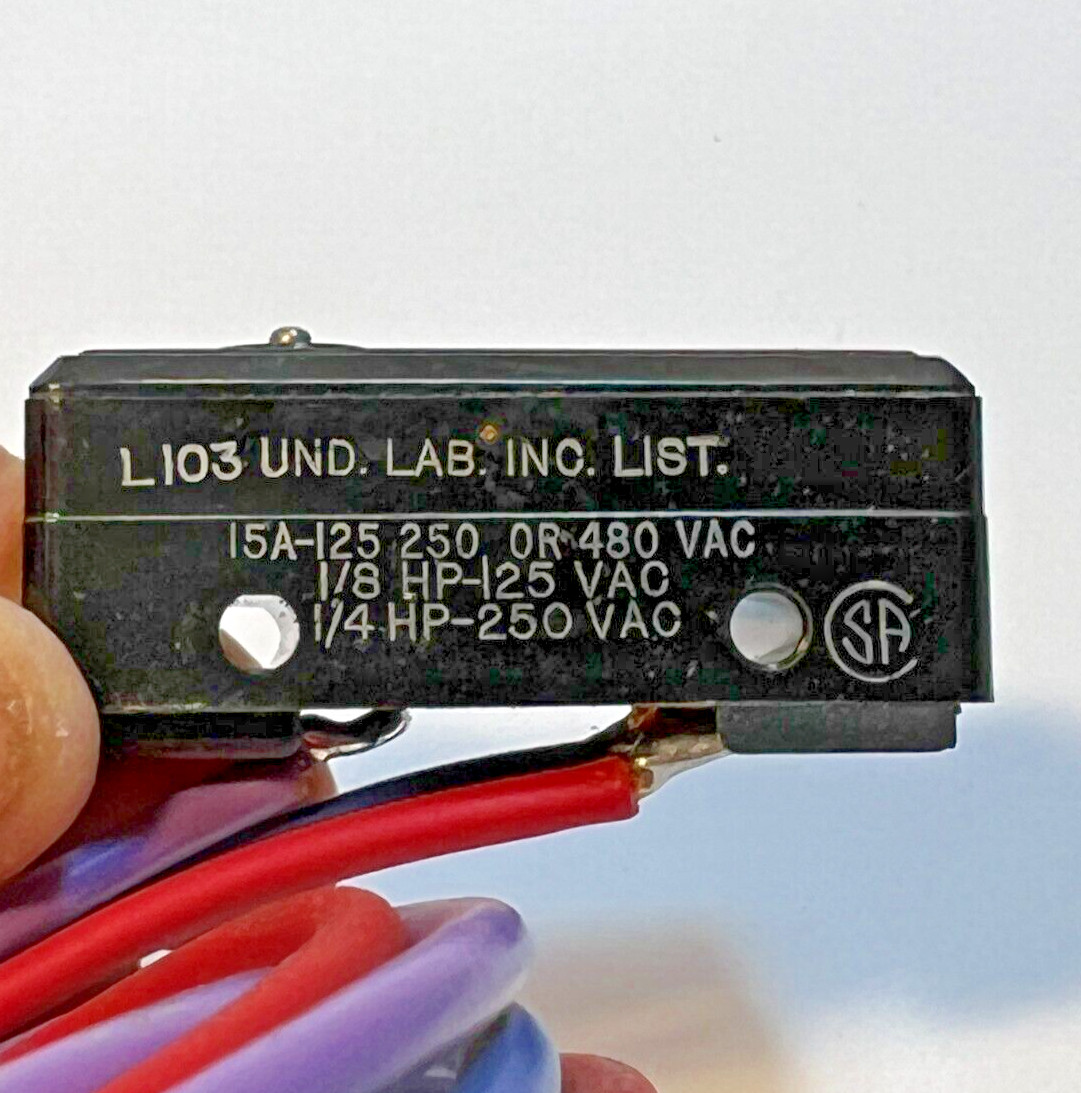 L103 UND. LAB. INC. LIST.
15A-125 250 OR 480 VAC
1/8 HP-125 VAC
1/4 HP-250 VAC
SA